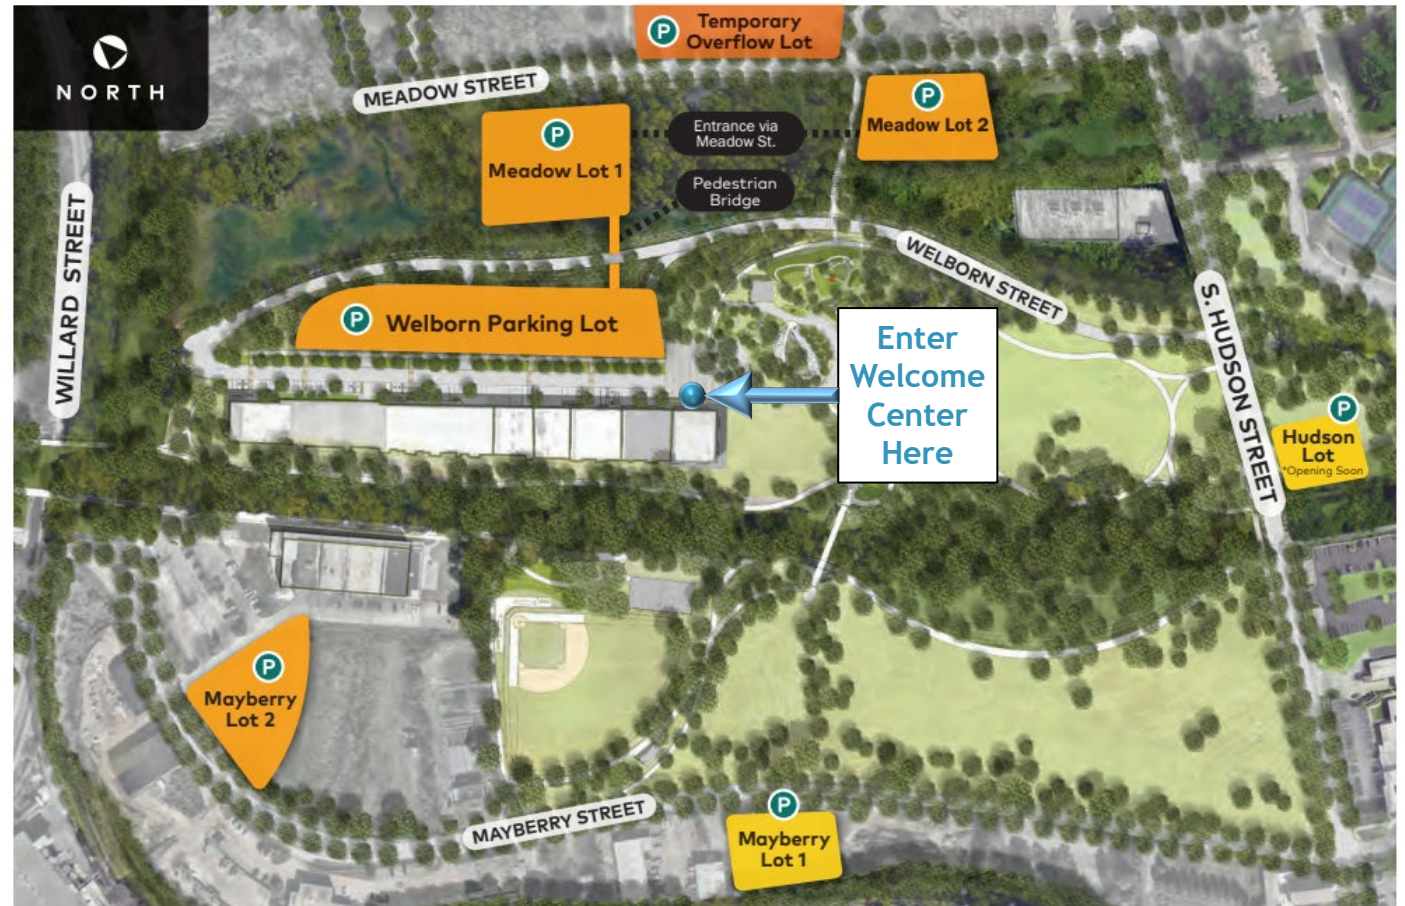 NORTH
P
Temporary
Overflow Lot
MEADOW STREET
P
Meadow Lot 1
Entrance via
Meadow St.
P
Meadow Lot 2
Pedestrian
Bridge
WILLARD STREET
P
Welborn Parking Lot
WELBORN STREET
S. HUDSON STREET
Enter
Welcome
Center
Here
P
Hudson
Lot
*Opening Soon
P
Mayberry
Lot 2
MAYBERRY STREET
P
Mayberry
Lot 1